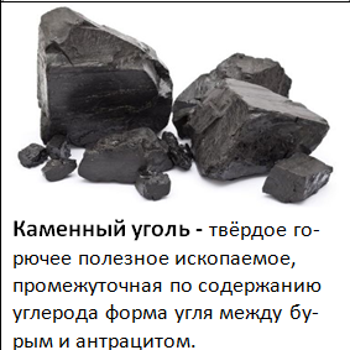 Каменный уголь - твёрдое го-
рючее полезное ископаемое,
промежуточная по содержанию
углерода форма угля между бу-
рым и антрацитом.